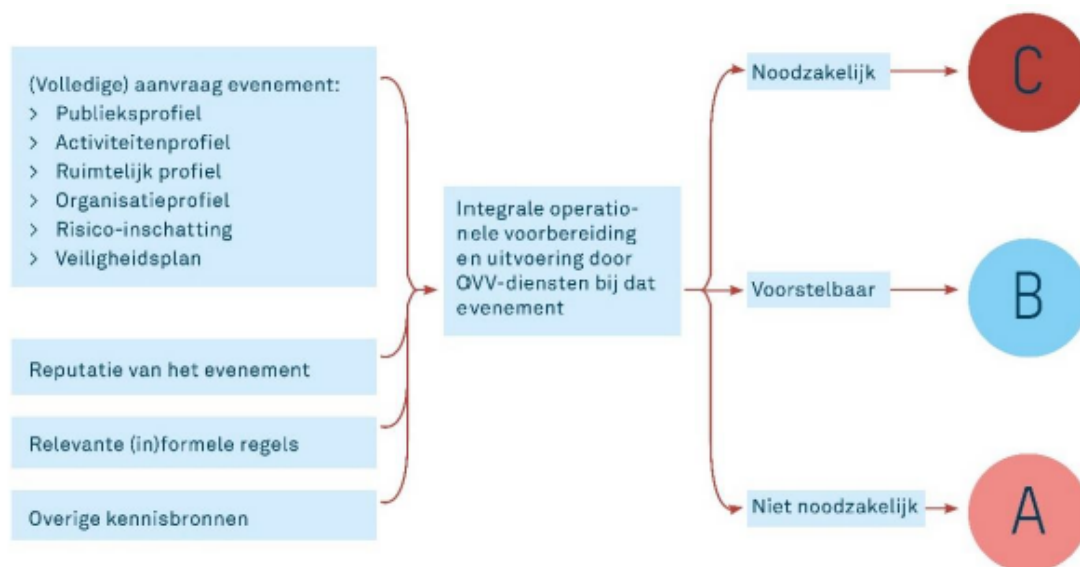 (Volledige) aanvraag evenement:
> Publieksprofiel
> Activiteitenprofiel
> Ruimtelijk profiel
> Organisatieprofiel
> Risico-inschatting
> Veiligheidsplan
Reputatie van het evenement
Relevante (in)formele regels
Overige kennisbronnen
Integrale operatio-
nele voorbereiding
en uitvoering door
OVV-diensten bij dat
evenement
Noodzakelijk
C
Voorstelbaar
B
Niet noodzakelijk
A